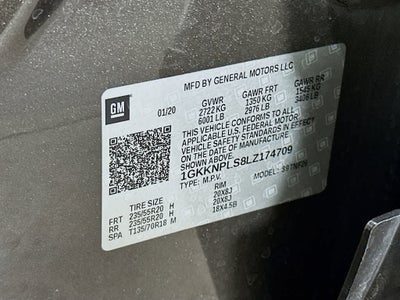 MFD BY GENERAL MOTORS LLC
GM
01/20
GVWR GAWR FRT GAWR RR
2722 KG 1350 KG 1545 KG
6001 LB 2976 LB 3406 LB
THIS VEHICLE CONFORMS TO ALL
APPLICABLE U.S. FEDERAL MOTOR
VEHICLE SAFETY STANDARDS IN EFFECT
ON THE DATE OF MANUFACTURE
SHOWN ABOVE.
1GKKNPLS8LZ174709
TYPE: M.P.V. MODEL:
TIRE SIZE RIM
FRT 235/55R20 H 20X8J
RR 235/55R20 H 20X8J
SPA T135/70R18 M 18X4.5B